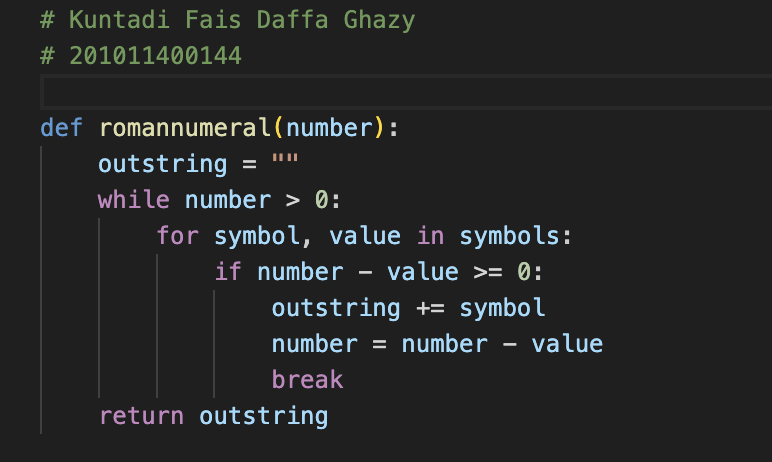 # Kuntadi Fais Daffa Ghazy
# 201011400144
def romannumeral(number):
    outstring = ""
    while number > 0:
        for symbol, value in symbols:
            if number - value >= 0:
                outstring += symbol
                number = number - value
                break
    return outstring